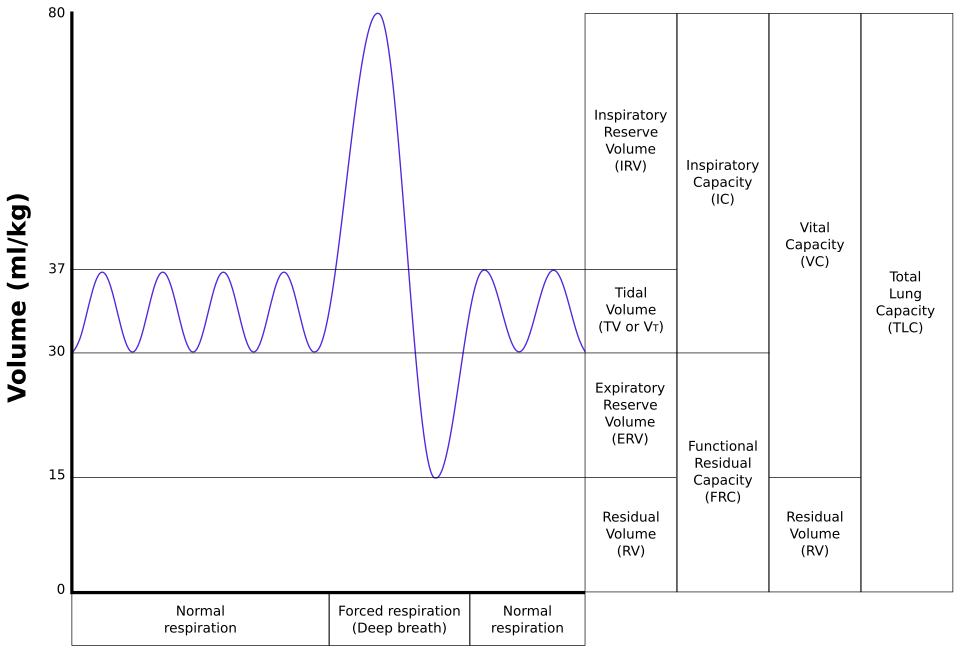 80
37
30
15
0
Volume (ml/kg)
Inspiratory
Reserve
Volume
(IRV)
Tidal
Volume
(TV or VT)
Expiratory
Reserve
Volume
(ERV)
Residual
Volume
(RV)
Inspiratory
Capacity
(IC)
Functional
Residual
Capacity
(FRC)
Vital
Capacity
(VC)
Residual
Volume
(RV)
Total
Lung
Capacity
(TLC)
Normal
respiration
Forced respiration
(Deep breath)
Normal
respiration